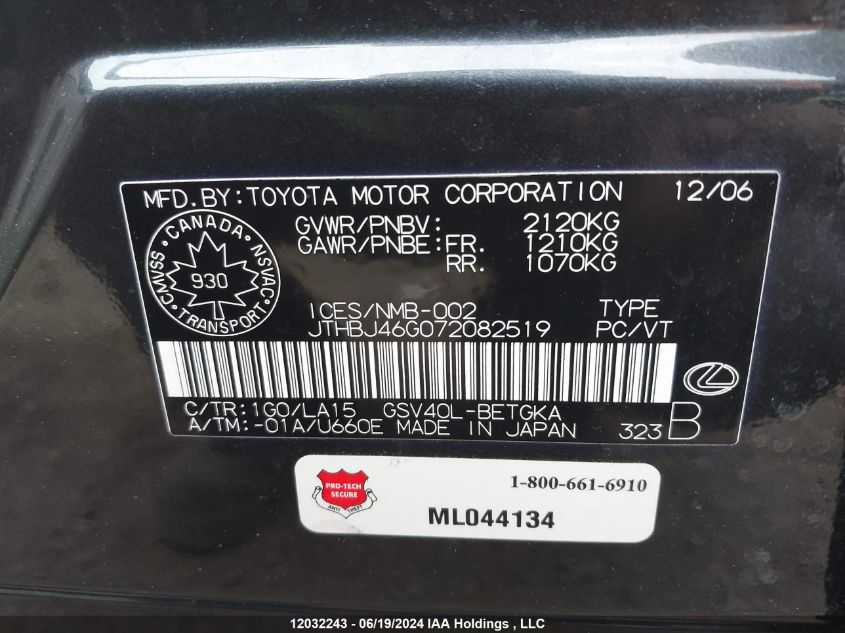 MFD.BY:TOYOTA MOTOR CORPORATION 12/06
GVWR/PNBV: 2120KG
GAWR/PNBE:FR. 1210KG
RR. 1070KG
CANADA
CMVSS NSVAC
930
TRANSPORT
ICES/NMB-002 TYPE
JTHBJ46G072082519 PC/VT
C/TR:1G0/LA15 GSV40L-BETGKA
A/TM:-01A/U660E MADE IN JAPAN 323 B
PRO-TECH
SECURE
ANTI THEFT
1-800-661-6910
ML044134
12032243 - 06/19/2024 IAA Holdings , LLC